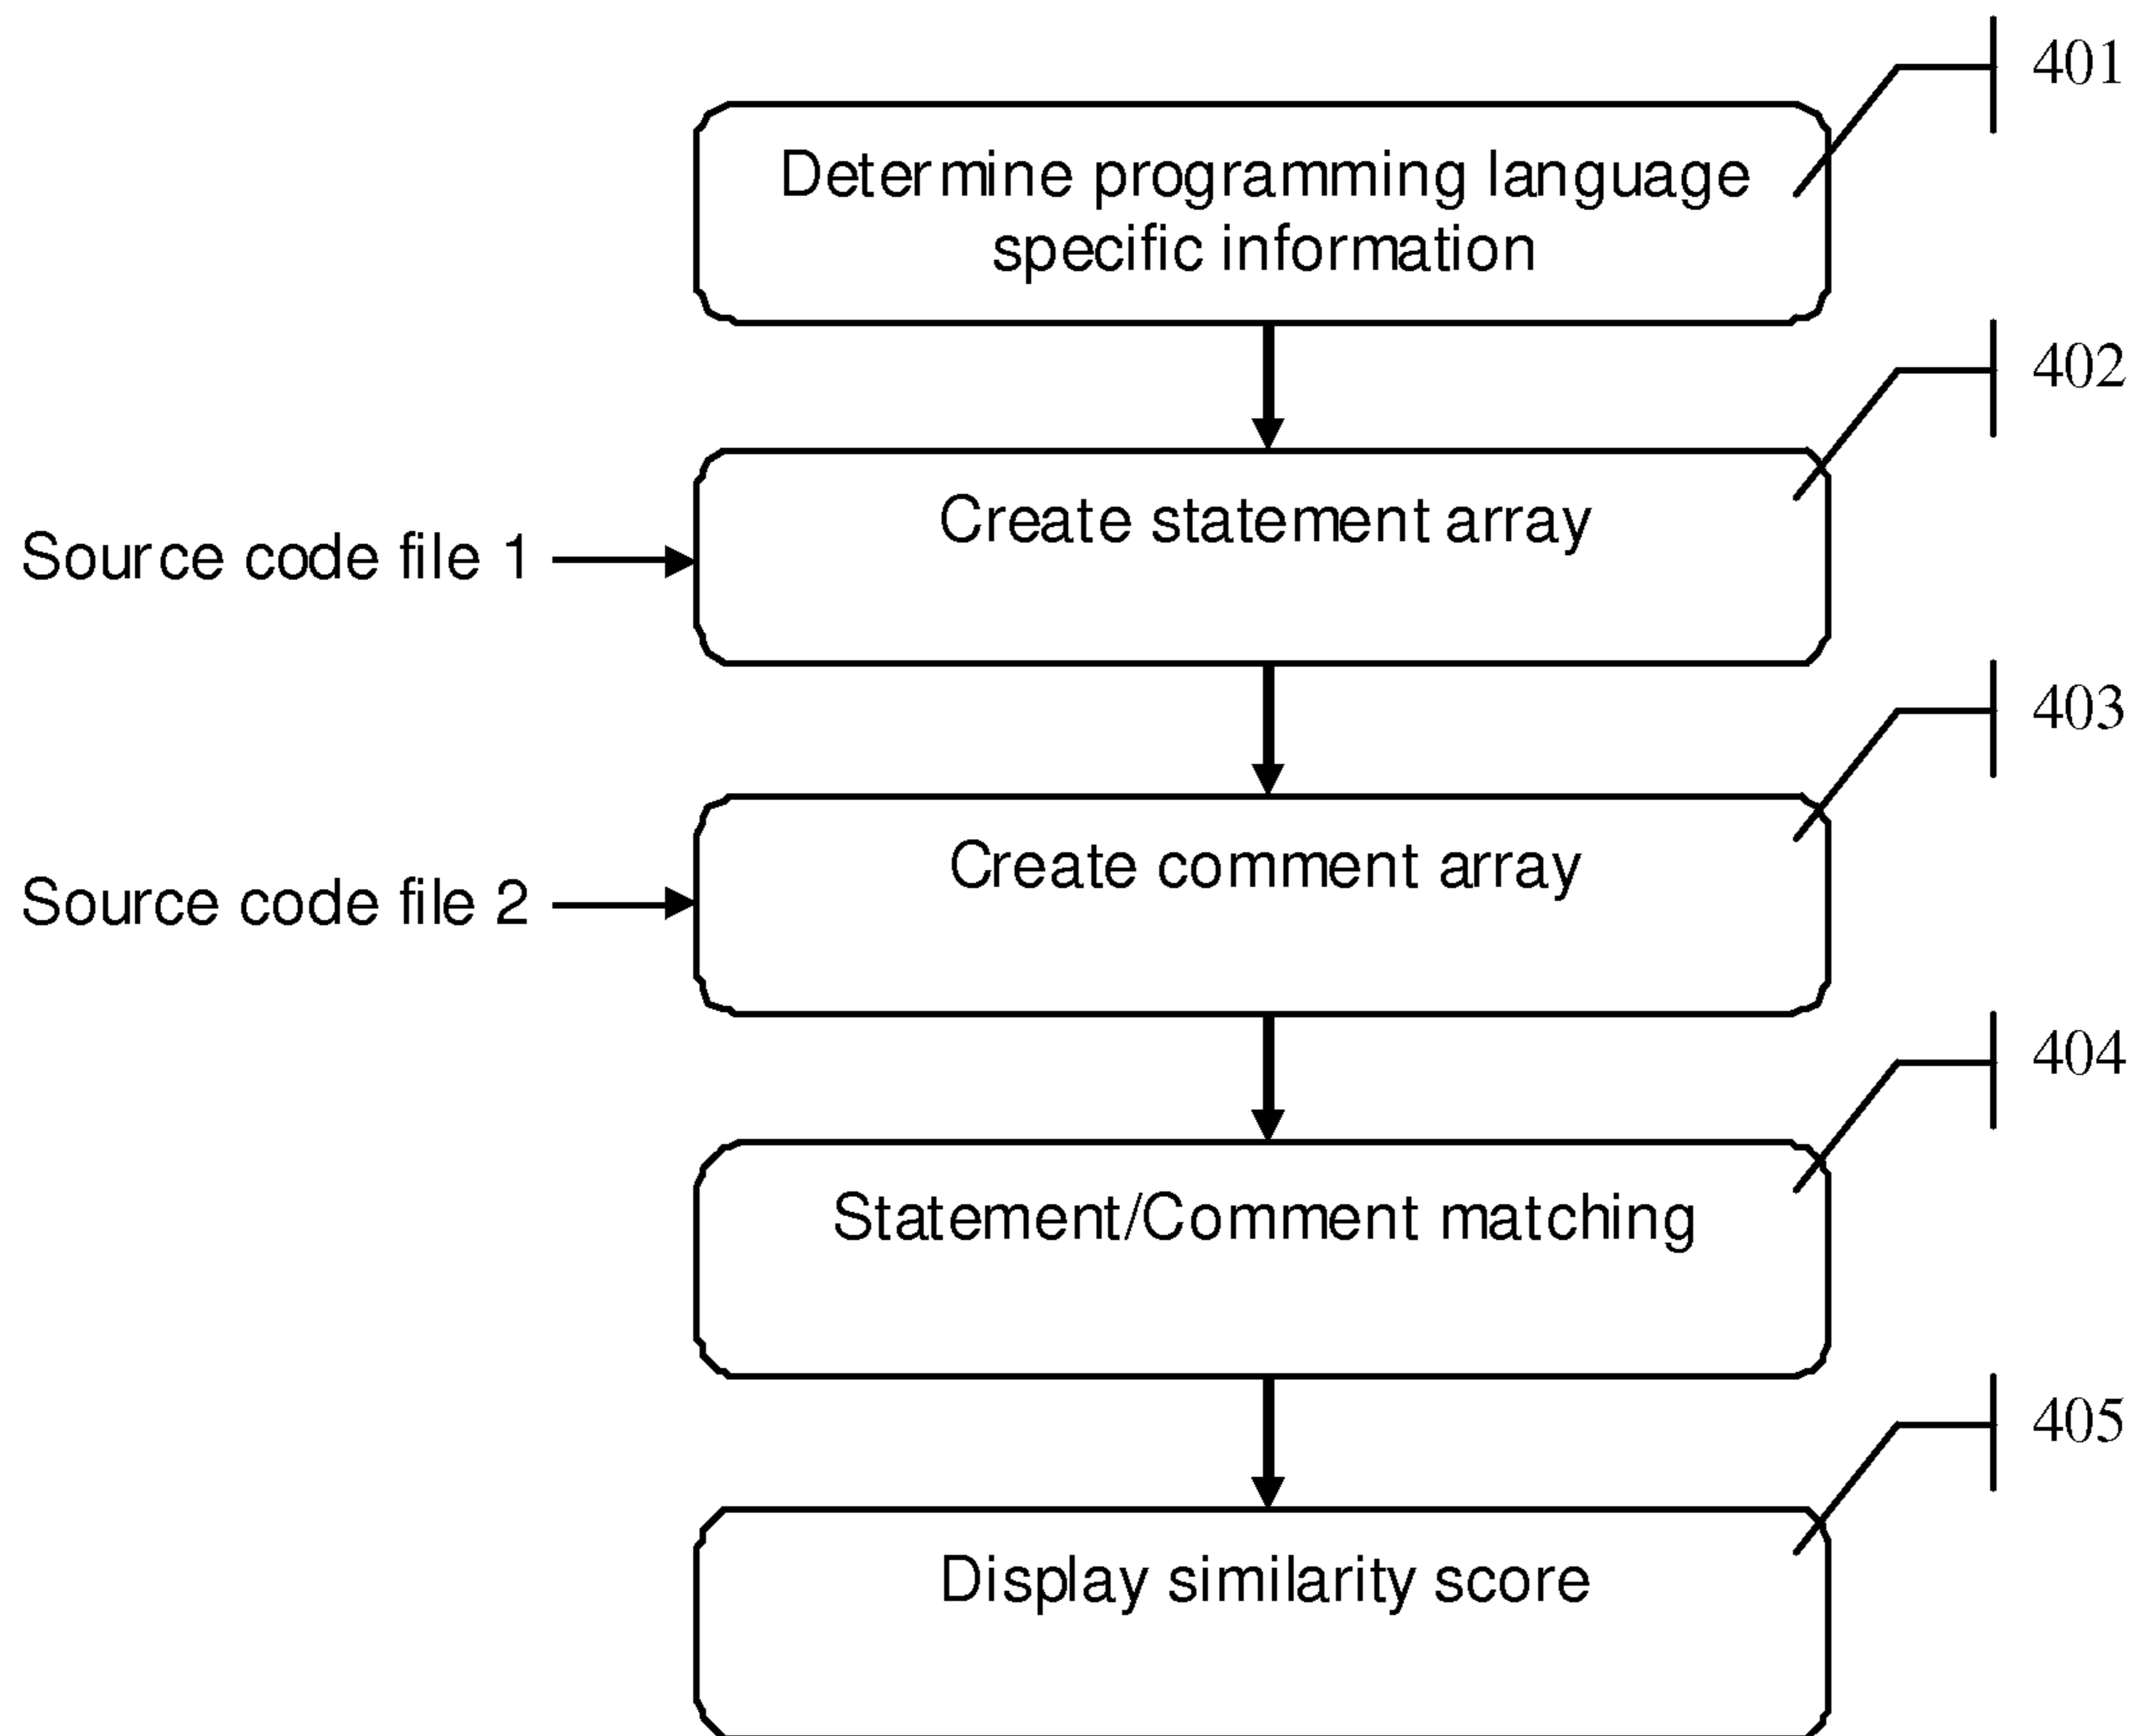 401
Determine programming language
specific information
402
Create statement array
Source code file 1
403
Create comment array
Source code file 2
404
Statement/Comment matching
405
Display similarity score